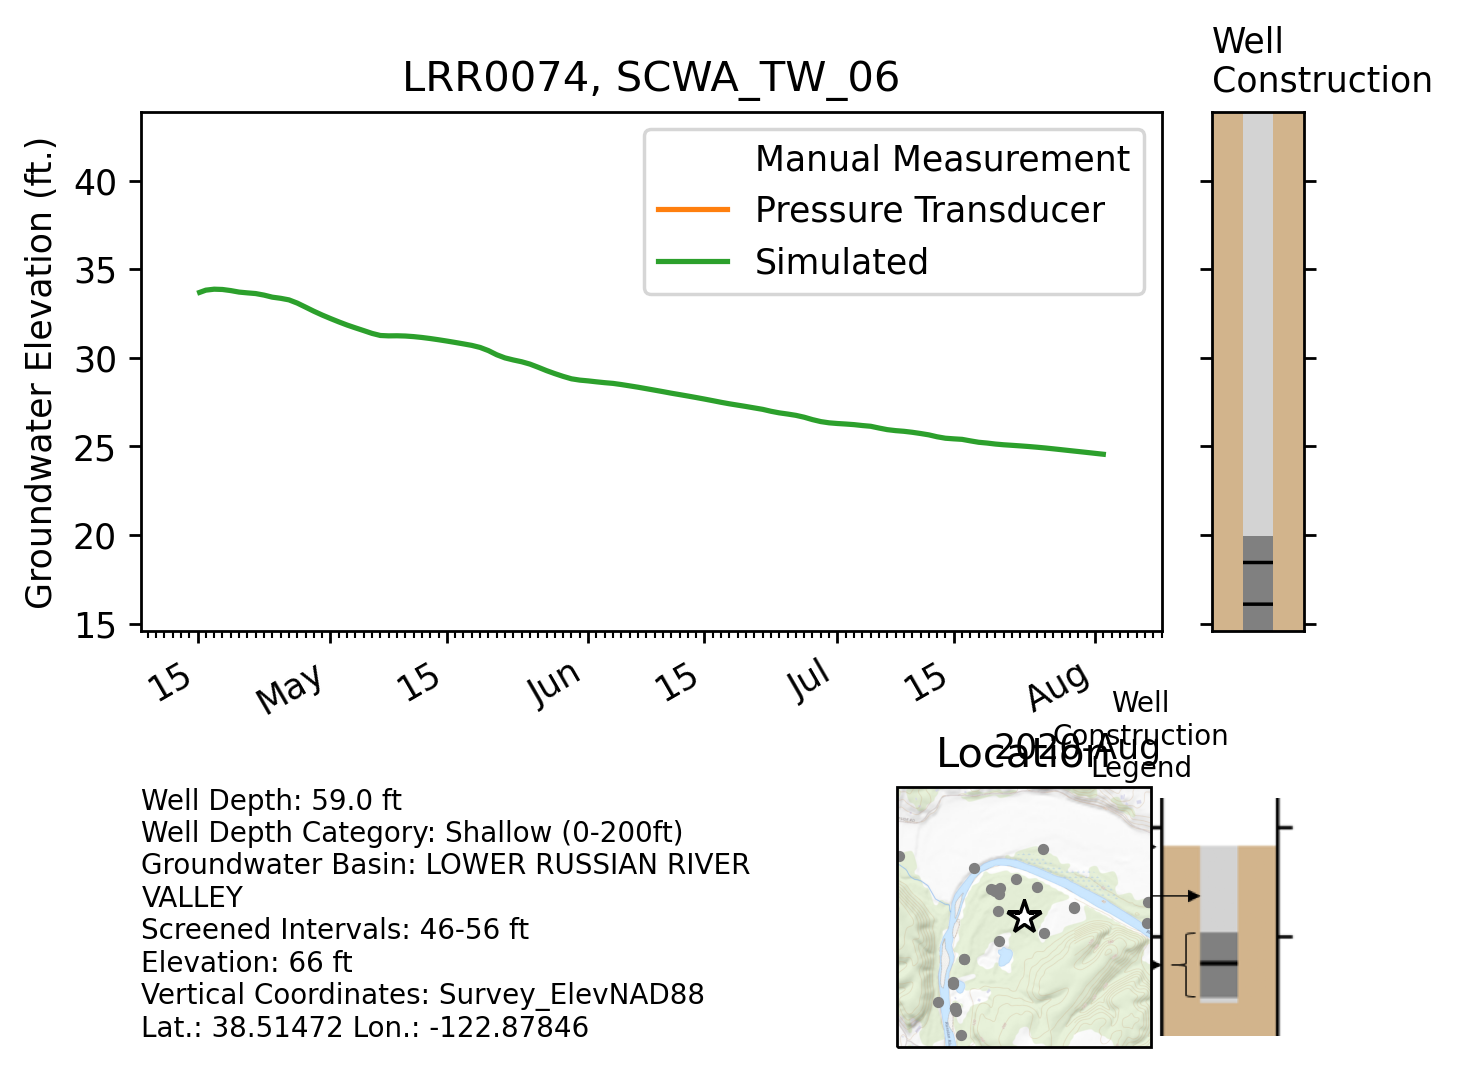 Well
Construction
LRR0074, SCWA_TW_06
Groundwater Elevation (ft.)
40
35
30
25
20
15
Manual Measurement
Pressure Transducer
Simulated
15
May
15
Jun
15
Jul
15
Aug
2020-Aug
Location
Well
Construction
Legend
Well Depth: 59.0 ft
Well Depth Category: Shallow (0-200ft)
Groundwater Basin: LOWER RUSSIAN RIVER
VALLEY
Screened Intervals: 46-56 ft
Elevation: 66 ft
Vertical Coordinates: Survey_ElevNAD88
Lat.: 38.51472 Lon.: -122.87846